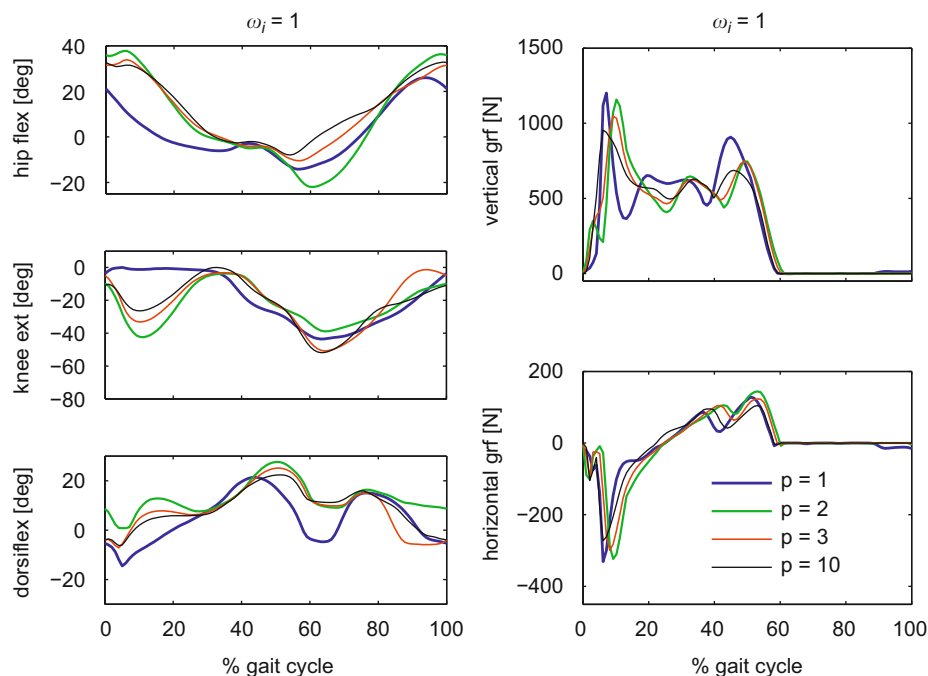 ω_i = 1
hip flex [deg]
40
20
0
−20
knee ext [deg]
0
−20
−40
−60
−80
dorsiflex [deg]
20
0
−20
0 20 40 60 80 100
% gait cycle
ω_i = 1
vertical grf [N]
1500
1000
500
0
horizontal grf [N]
200
0
−200
−400
p = 1
p = 2
p = 3
p = 10
0 20 40 60 80 100
% gait cycle